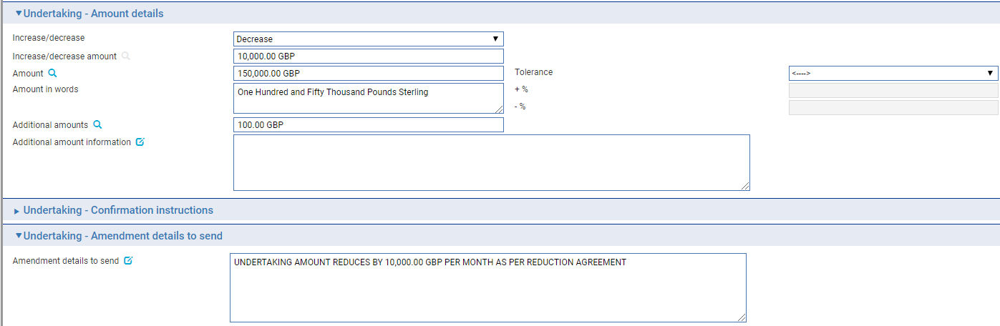 Undertaking - Amount details
Increase/decrease
Decrease
Increase/decrease amount
10,000.00 GBP
Amount
150,000.00 GBP
Tolerance
<---->
Amount in words
One Hundred and Fifty Thousand Pounds Sterling
+ %
- %
Additional amounts
100.00 GBP
Additional amount information
Undertaking - Confirmation instructions
Undertaking - Amendment details to send
Amendment details to send
UNDERTAKING AMOUNT REDUCES BY 10,000.00 GBP PER MONTH AS PER REDUCTION AGREEMENT